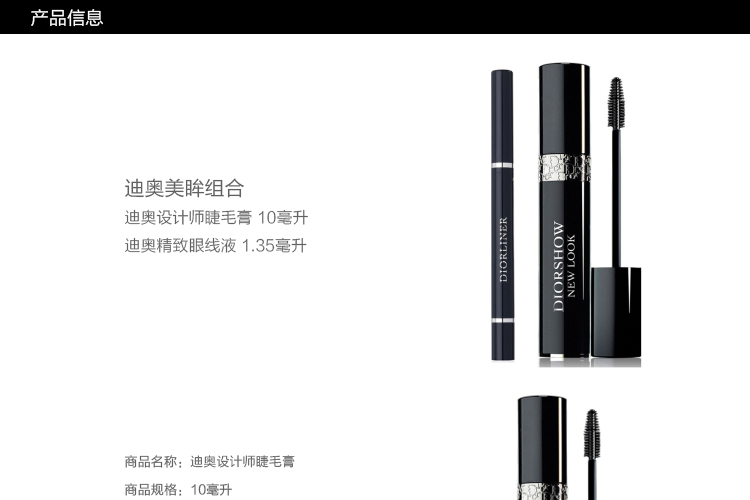 产品信息
迪奥美眸组合
迪奥设计师睫毛膏 10毫升
迪奥精致眼线液 1.35毫升
DIORLINER
DIORSHOW
NEW LOOK
商品名称：迪奥设计师睫毛膏
商品规格：10毫升